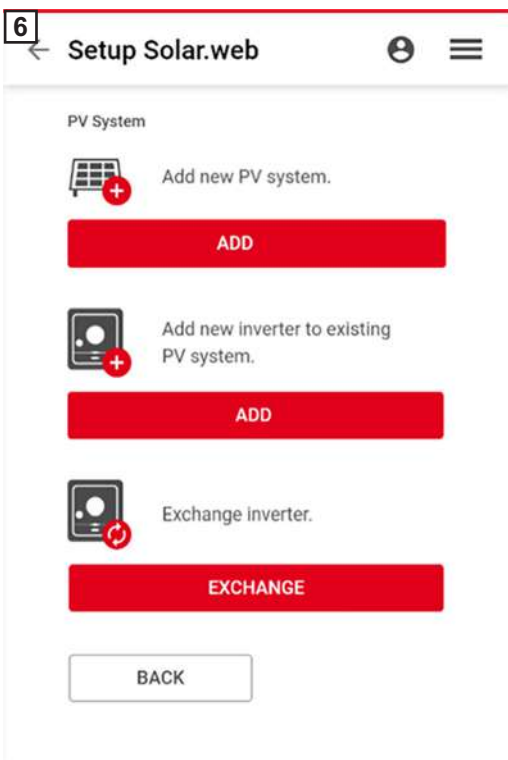 6
Setup Solar.web
PV System
Add new PV system.
ADD
Add new inverter to existing
PV system.
ADD
Exchange inverter.
EXCHANGE
BACK